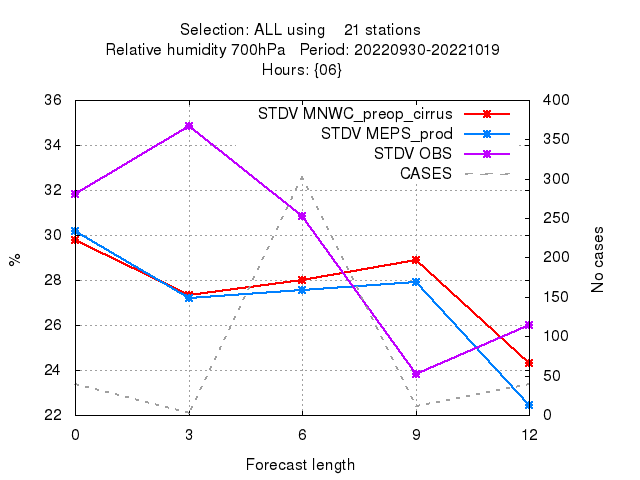 Selection: ALL using    21 stations
Relative humidity 700hPa   Period: 20220930-20221019
Hours: {06}
STDV MNWC_preop_cirrus
STDV MEPS_prod
STDV OBS
CASES
36
34
32
30
28
26
24
22
%
400
350
300
250
200
150
100
50
0
No cases
0 3 6 9 12
Forecast length